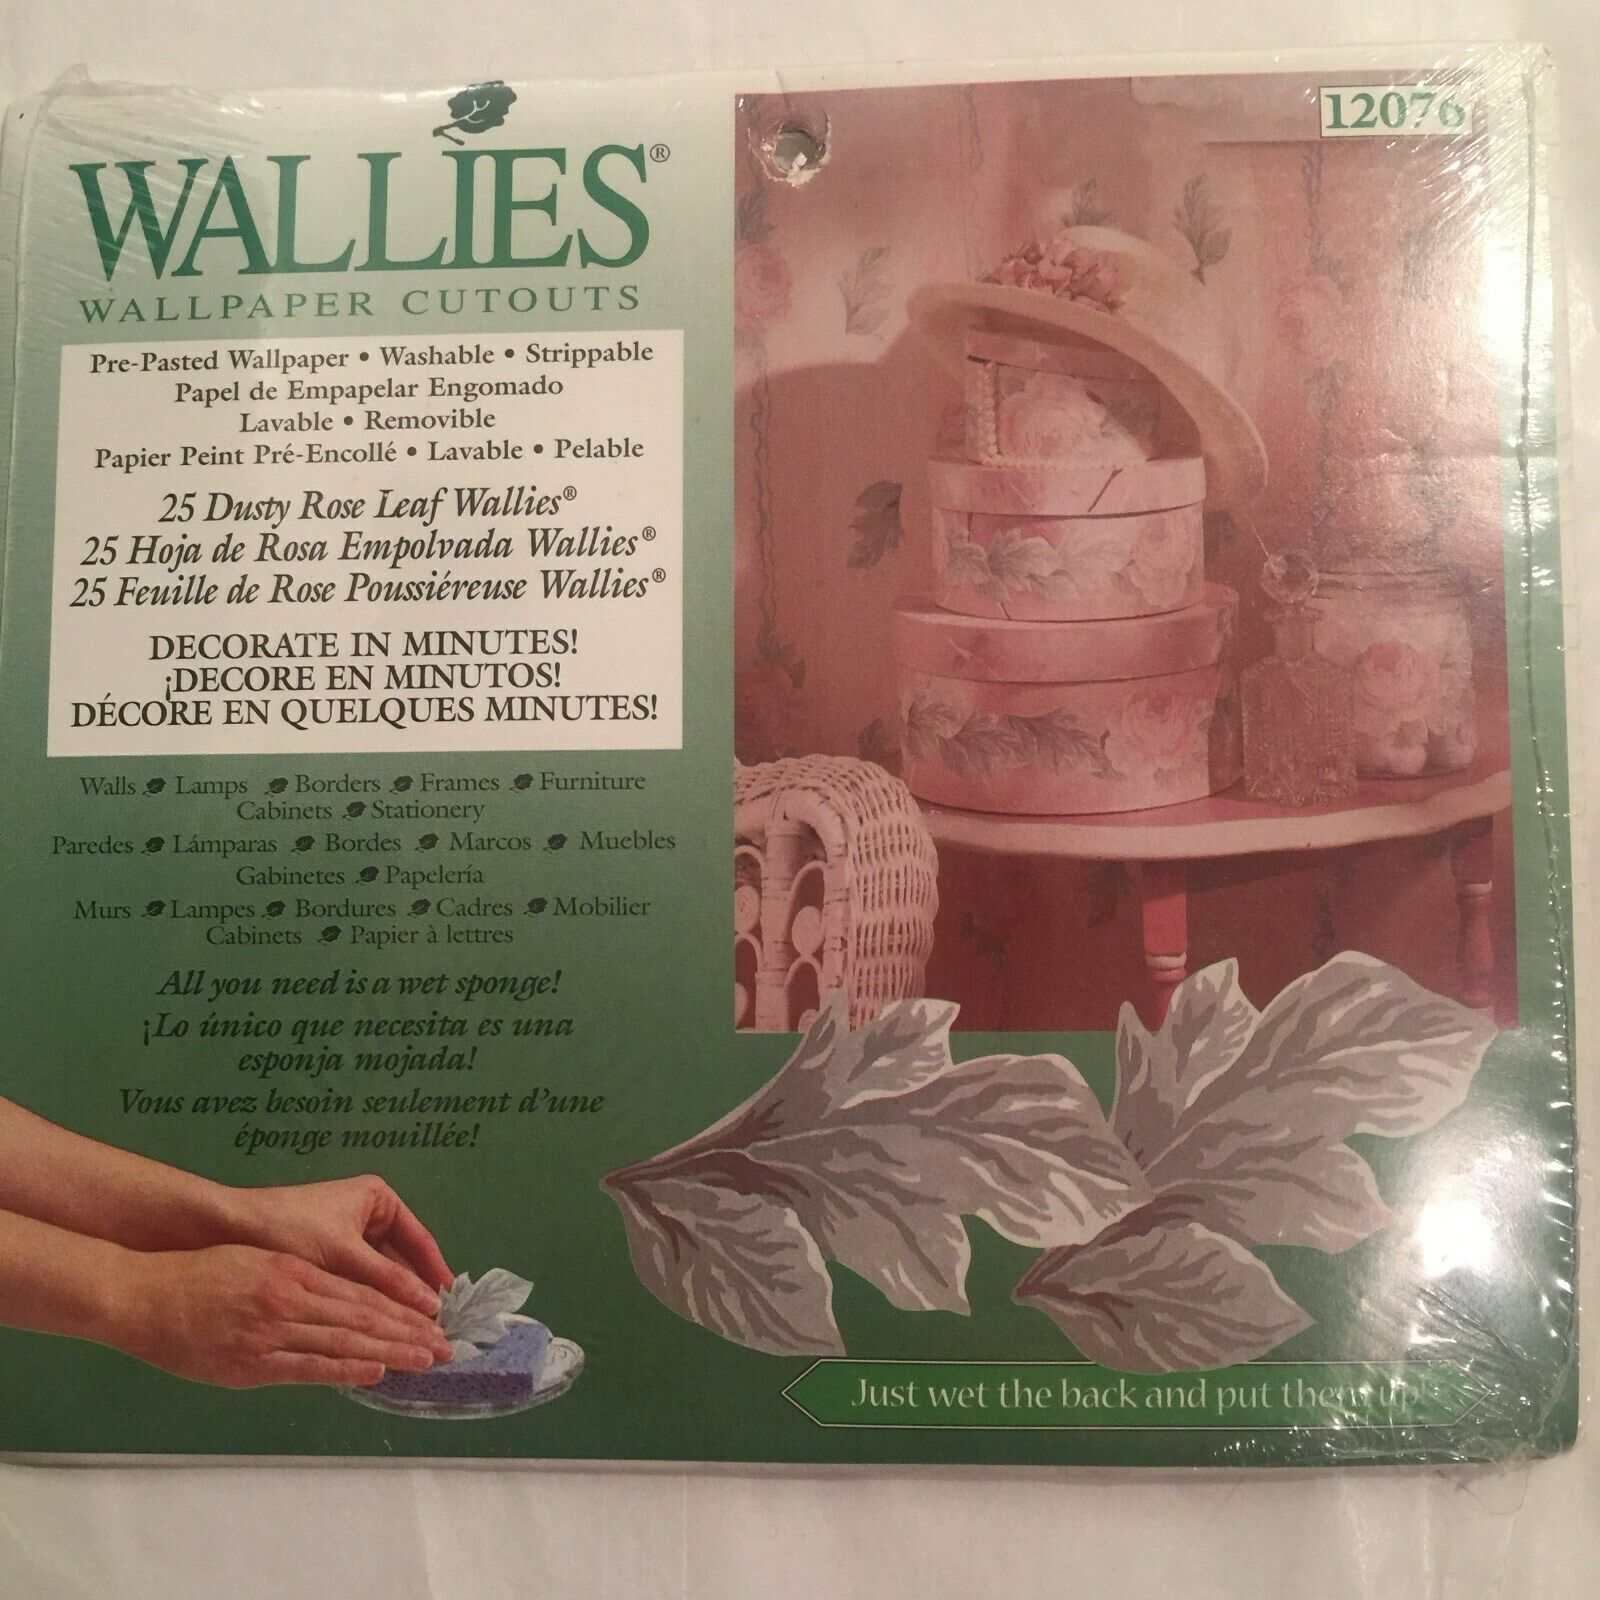 WALLIES®
WALLPAPER CUTOUTS
Pre-Pasted Wallpaper • Washable • Strippable
Papel de Empapelar Engomado
Lavable • Removible
Papier Peint Pré-Encollé • Lavable • Pelable
25 Dusty Rose Leaf Wallies®
25 Hoja de Rosa Empolvada Wallies®
25 Feuille de Rose Poussiéreuse Wallies®
DECORATE IN MINUTES!
¡DECORE EN MINUTOS!
DÉCORE EN QUELQUES MINUTES!
Walls Lamps Borders Frames Furniture
Cabinets Stationery
Paredes Lámparas Bordes Marcos Muebles
Gabinetes Papelería
Murs Lampes Bordures Cadres Mobilier
Cabinets Papier à lettres
All you need is a wet sponge!
¡Lo único que necesita es una
esponja mojada!
Vous avez besoin seulement d'une
éponge mouillée!
12076
Just wet the back and put them up!